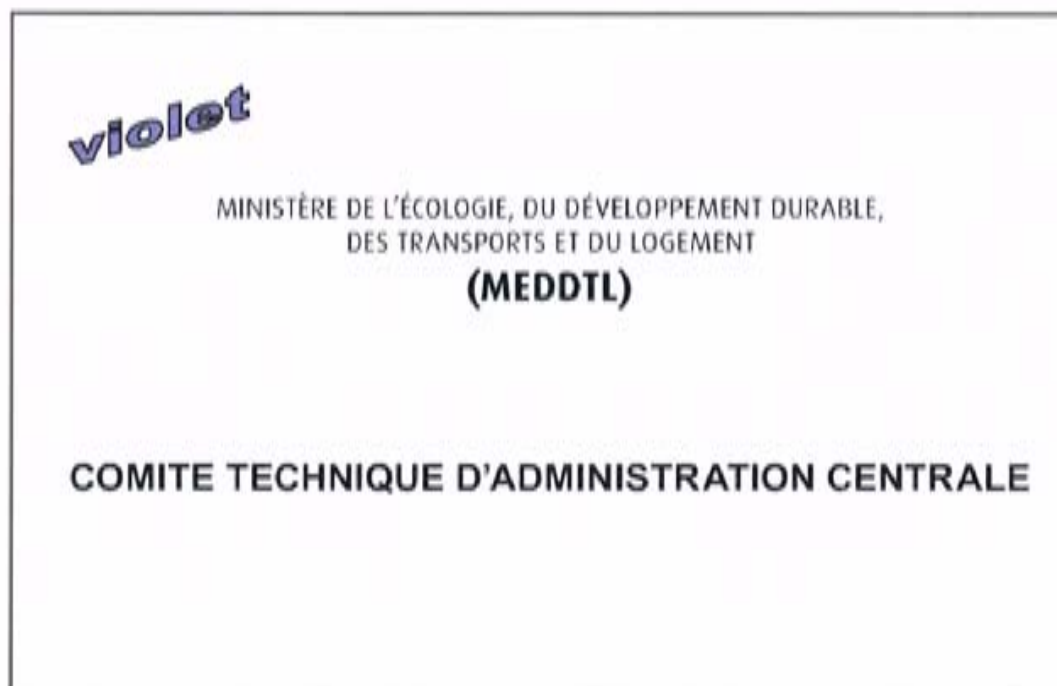 violet
MINISTÈRE DE L'ÉCOLOGIE, DU DÉVELOPPEMENT DURABLE,
DES TRANSPORTS ET DU LOGEMENT
(MEDDTL)
COMITE TECHNIQUE D'ADMINISTRATION CENTRALE